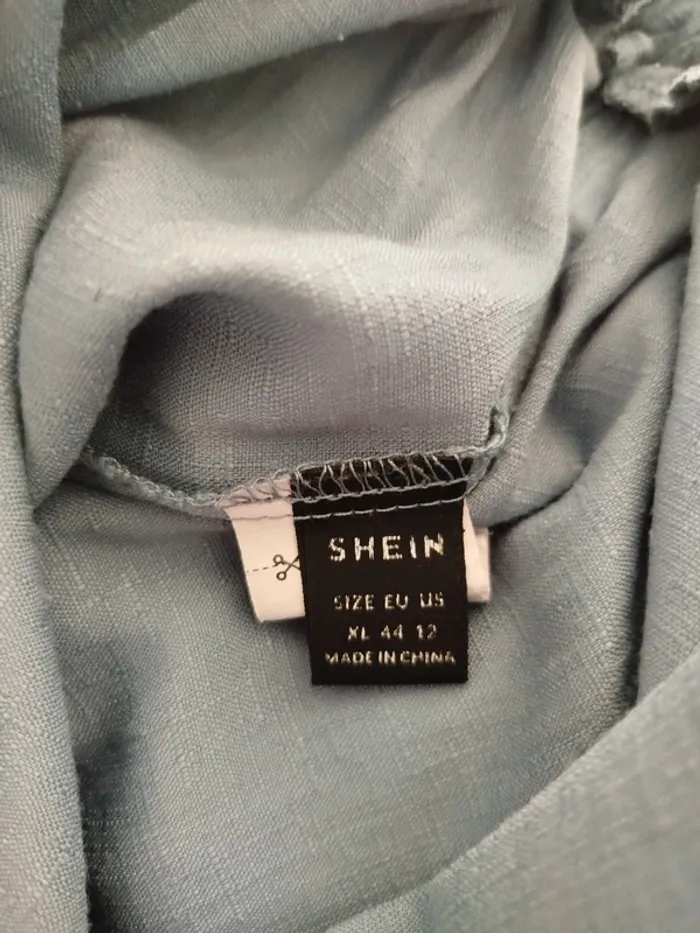 SHEIN
SIZE EU US
XL 44 12
MADE IN CHINA